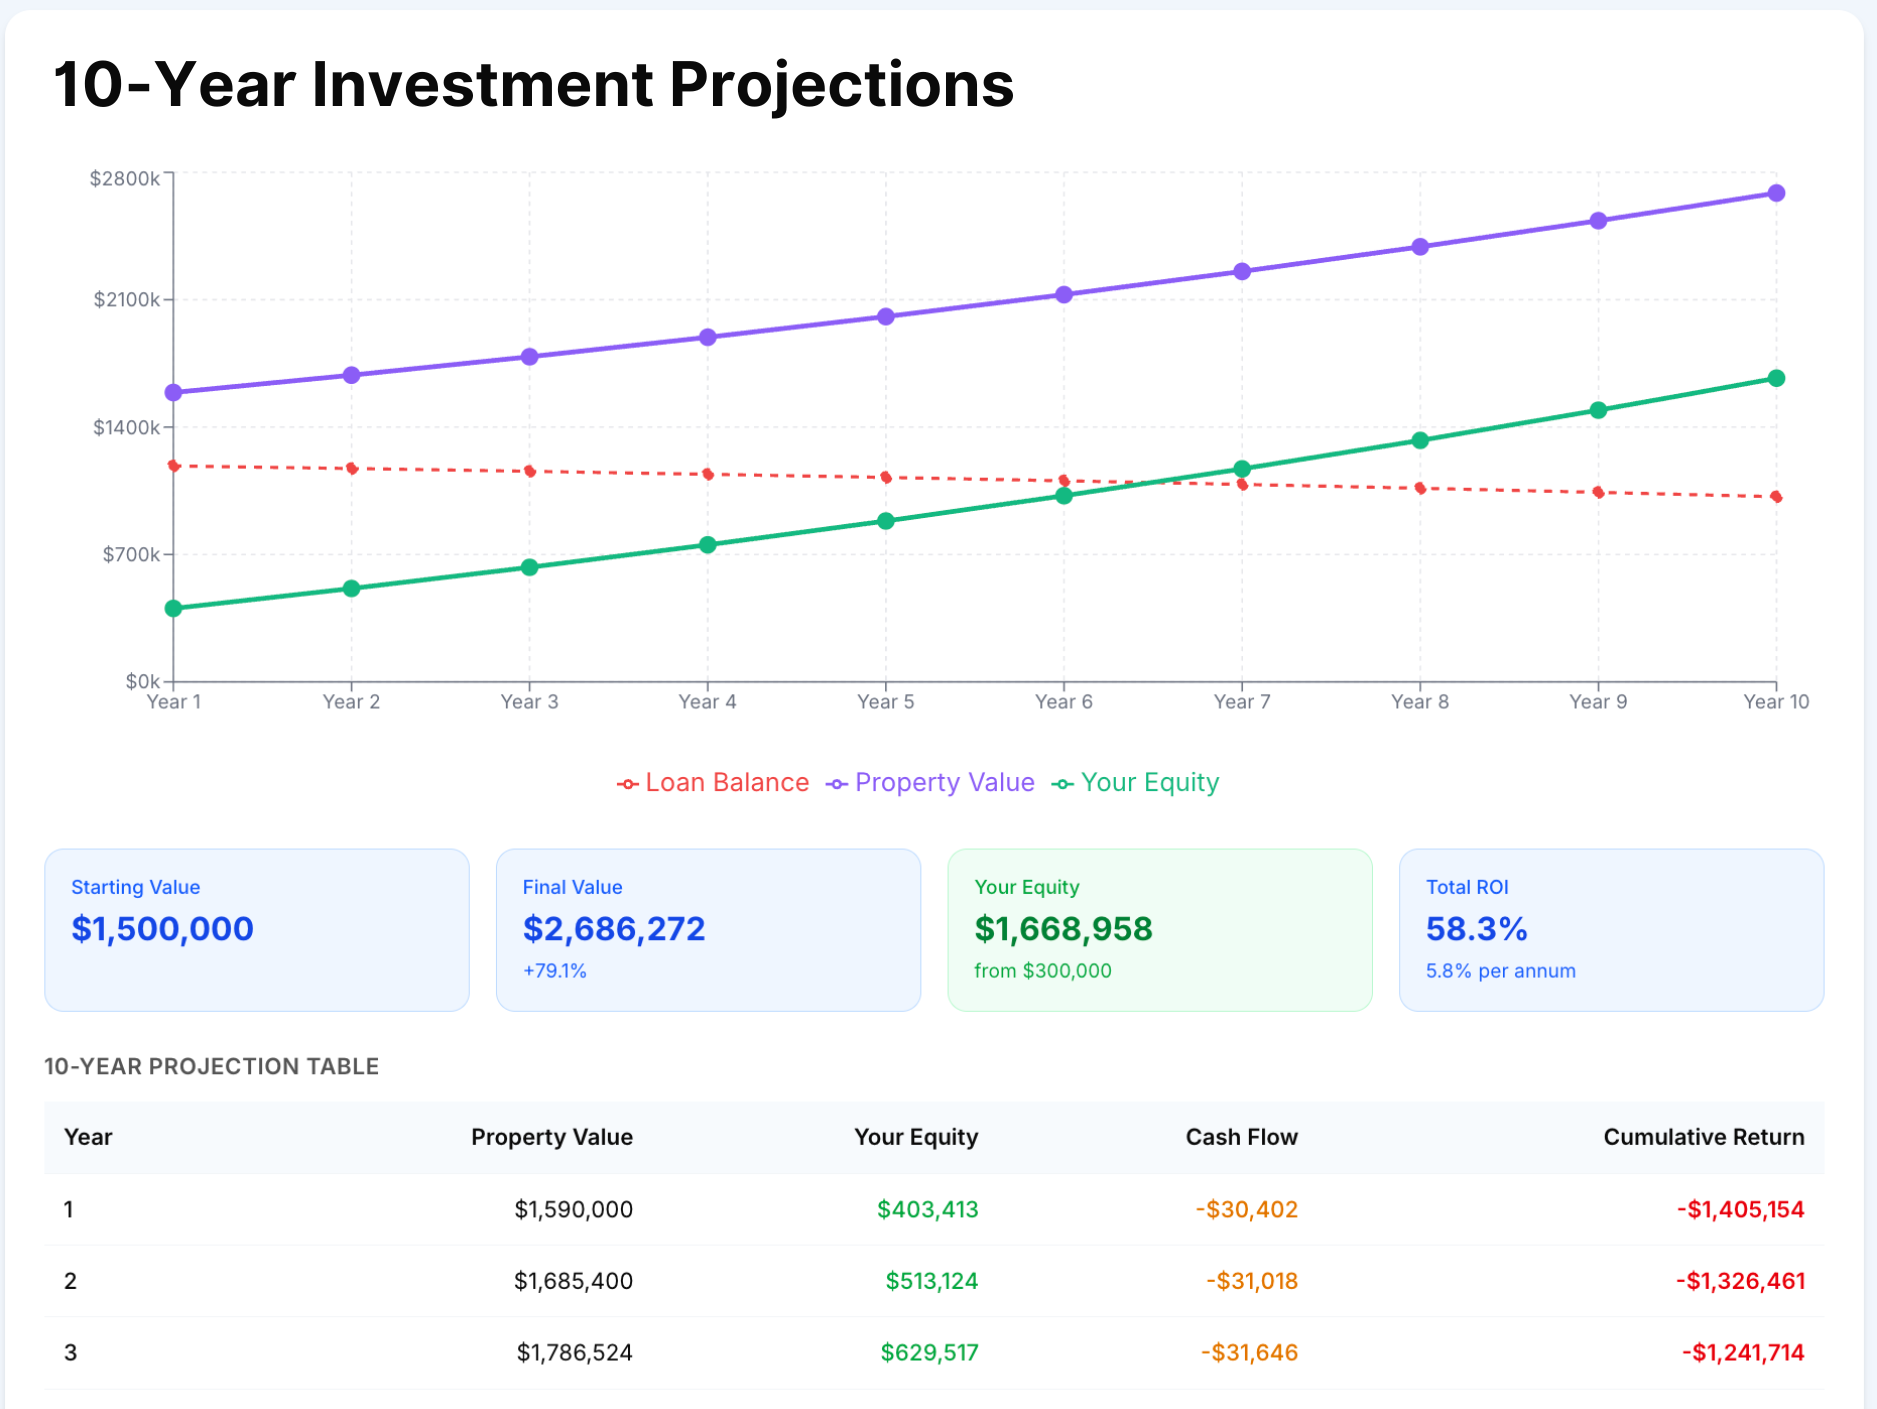 10-Year Investment Projections
$2800k
$2100k
$1400k
$700k
$0k
Year 1 Year 2 Year 3 Year 4 Year 5 Year 6 Year 7 Year 8 Year 9 Year 10
Loan Balance Property Value Your Equity
Starting Value
$1,500,000
Final Value
$2,686,272
+79.1%
Your Equity
$1,668,958
from $300,000
Total ROI
58.3%
5.8% per annum
10-YEAR PROJECTION TABLE
Year Property Value Your Equity Cash Flow Cumulative Return
1 $1,590,000 $403,413 -$30,402 -$1,405,154
2 $1,685,400 $513,124 -$31,018 -$1,326,461
3 $1,786,524 $629,517 -$31,646 -$1,241,714